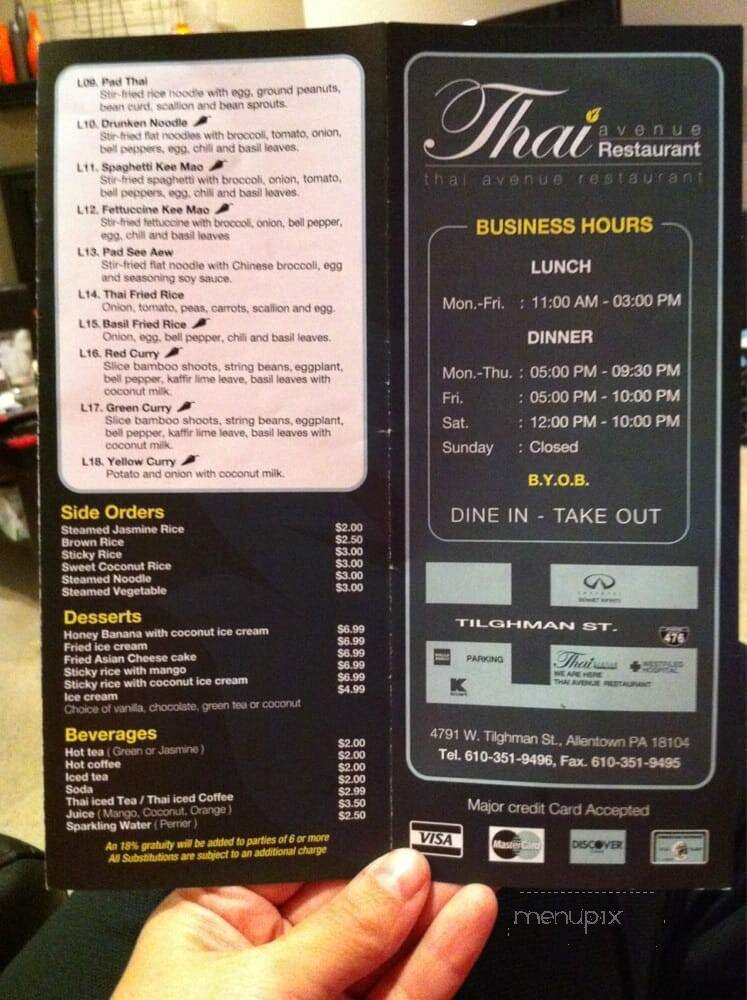 L09. Pad Thai
Stir-fried rice noodle with egg, ground peanuts,
bean curd, scallion and bean sprouts.
L10. Drunken Noodle
Stir-fried flat noodles with broccoli, tomato, onion,
bell peppers, egg, chili and basil leaves.
L11. Spaghetti Kee Mao
Stir-fried spaghetti with broccoli, onion, tomato,
bell peppers, egg, chili and basil leaves.
L12. Fettuccine Kee Mao
Stir-fried fettuccine with broccoli, onion, bell pepper,
egg, chili and basil leaves
L13. Pad See Aew
Stir-fried flat noodle with Chinese broccoli, egg
and seasoning soy sauce.
L14. Thai Fried Rice
Onion, tomato, peas, carrots, scallion and egg.
L15. Basil Fried Rice
Onion, egg, bell pepper, chili and basil leaves.
L16. Red Curry
Slice bamboo shoots, string beans, eggplant,
bell pepper, kaffir lime leave, basil leaves with
coconut milk.
L17. Green Curry
Slice bamboo shoots, string beans, eggplant,
bell pepper, kaffir lime leave, basil leaves with
coconut milk.
L18. Yellow Curry
Potato and onion with coconut milk.
Side Orders
Steamed Jasmine Rice $2.00
Brown Rice $2.50
Sticky Rice $3.00
Sweet Coconut Rice $3.00
Steamed Noodle $3.00
Steamed Vegetable $3.00
Desserts
Honey Banana with coconut ice cream $6.99
Fried ice cream $6.99
Fried Asian Cheese cake $6.99
Sticky rice with mango $6.99
Sticky rice with coconut ice cream $6.99
Ice cream $4.99
Choice of vanilla, chocolate, green tea or coconut
Beverages
Hot tea ( Green or Jasmine ) $2.00
Hot coffee $2.00
Iced tea $2.00
Soda $2.00
Thai iced Tea / Thai iced Coffee $2.99
Juice ( Mango, Coconut, Orange ) $3.50
Sparkling Water ( Perrier ) $2.50
An 18% gratuity will be added to parties of 6 or more
All Substitutions are subject to an additional charge
Thai avenue
Restaurant
thai avenue restaurant
BUSINESS HOURS
LUNCH
Mon.-Fri. : 11:00 AM - 03:00 PM
DINNER
Mon.-Thu. : 05:00 PM - 09:30 PM
Fri. : 05:00 PM - 10:00 PM
Sat. : 12:00 PM - 10:00 PM
Sunday : Closed
B.Y.O.B.
DINE IN - TAKE OUT
TILGHMAN ST.
476
PARKING
Thai avenue
WE ARE HERE
THAI AVENUE RESTAURANT
WESTFILED
HOSPITAL
K
4791 W. Tilghman St., Allentown PA 18104
Tel. 610-351-9496, Fax. 610-351-9495
Major credit Card Accepted
VISA
MasterCard
DISCOVER
menupix